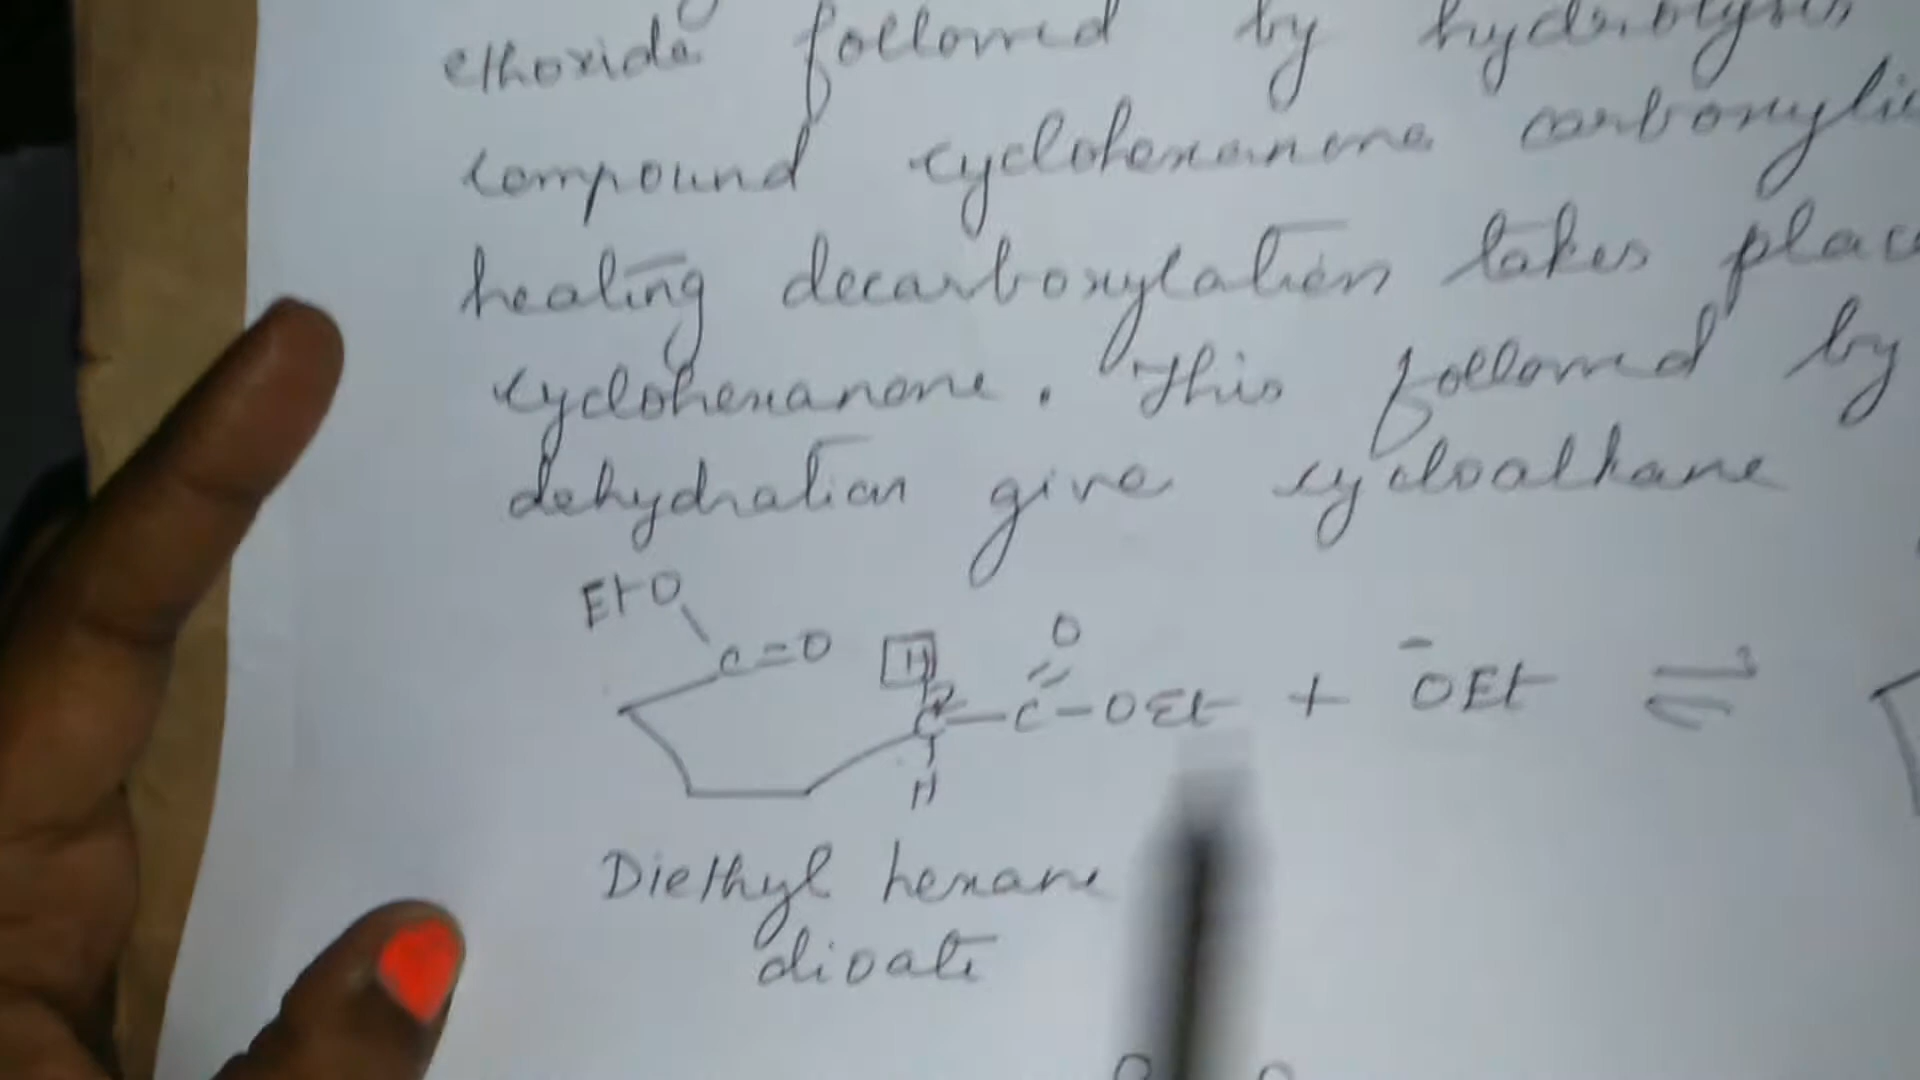 ethoxide followed by hydrolysis
compound cyclohexanone carboxylic
heating decarboxylation takes place
cyclohexanone. This followed by
dehydration give cycloalkane
EtO
C=O H O
C—C—OEt + ⁻OEt ⇌
H
Diethyl hexane
dioate